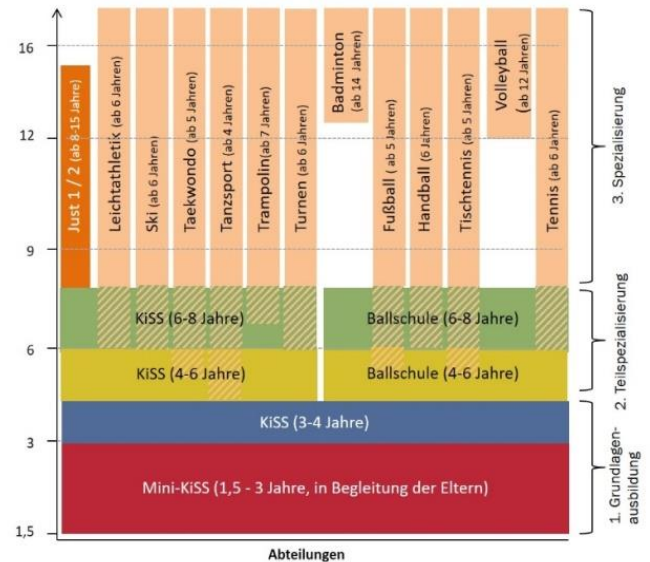 16
12
9
6
3
1,5
Just 1 / 2 (ab 8-15 Jahre)
Leichtathletik (ab 6 Jahren)
Ski (ab 6 Jahren)
Taekwondo (ab 5 Jahren)
Tanzsport (ab 4 Jahren)
Trampolin(ab 7 Jahren)
Turnen (ab 6 Jahren)
Badminton
(ab 14 Jahren)
Fußball ( ab 5 Jahren)
Handball (6 Jahren)
Tischtennis (ab 5 Jahren)
Volleyball
(ab 12 Jahren)
Tennis (ab 6 Jahren)
KiSS (6-8 Jahre)
Ballschule (6-8 Jahre)
KiSS (4-6 Jahre)
Ballschule (4-6 Jahre)
KiSS (3-4 Jahre)
Mini-KiSS (1,5 - 3 Jahre, in Begleitung der Eltern)
3. Spezialisierung
2. Teilspezialisierung
1. Grundlagen-
ausbildung
Abteilungen